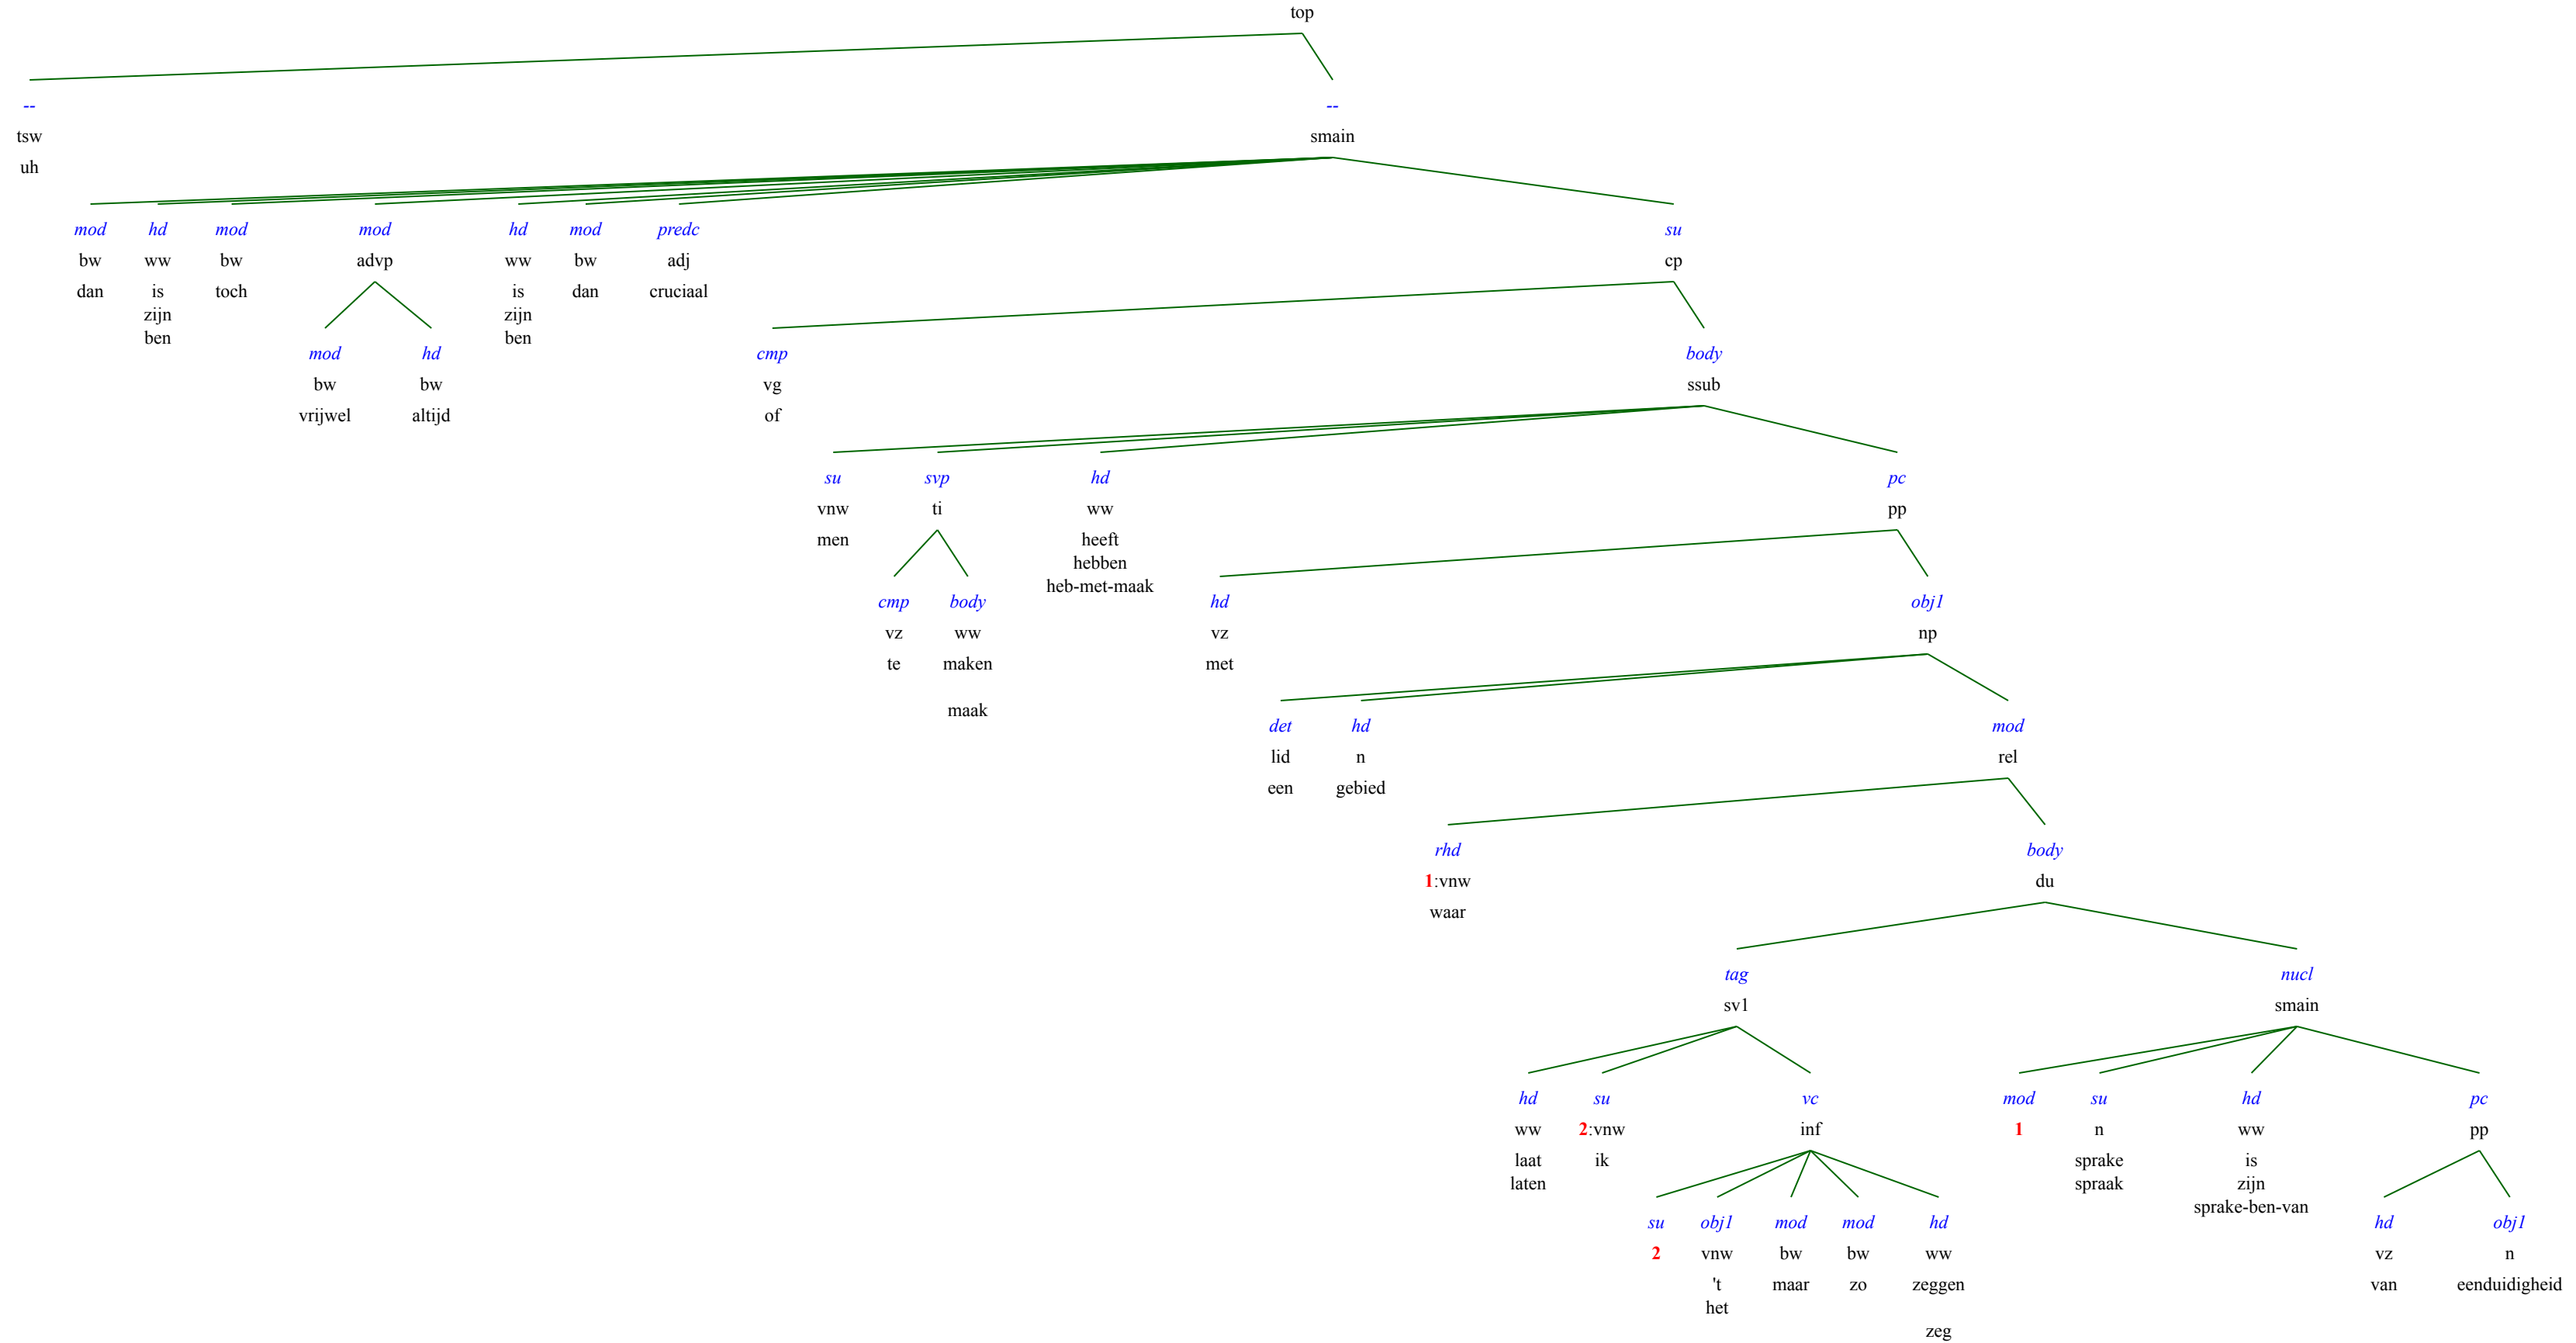 top
-- --
tsw smain
uh
mod hd mod mod hd mod predc su
bw ww bw advp ww bw adj cp
dan is toch is dan cruciaal
zijn zijn
ben ben
mod hd cmp body
bw bw vg ssub
vrijwel altijd of
su svp hd pc
vnw ti ww pp
men heeft
hebben
heb-met-maak
cmp body hd obj1
vz ww vz np
te maken met
maak
det hd mod
lid n rel
een gebied
rhd body
1:vnw du
waar
tag nucl
sv1 smain
hd su vc mod su hd pc
ww 2:vnw inf 1 n ww pp
laat ik sprake is
laten spraak zijn
sprake-ben-van
su obj1 mod mod hd hd obj1
2 vnw bw bw ww vz n
't maar zo zeggen van eenduidigheid
het
zeg